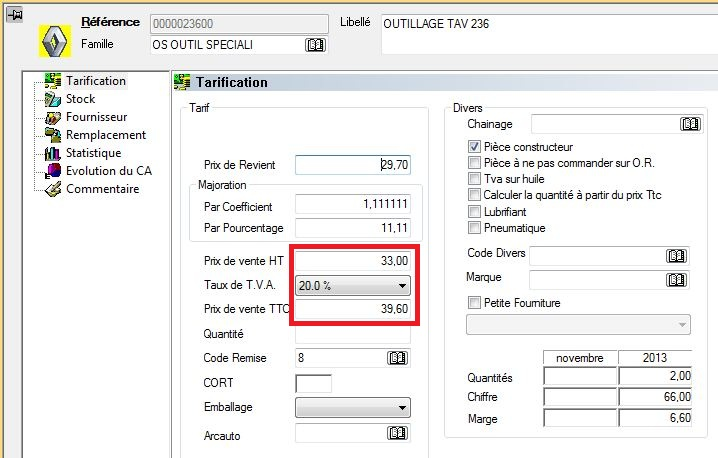 Référence 0000023600 Libellé OUTILLAGE TAV 236
Famille OS OUTIL SPECIALI
Tarification
Stock
Fournisseur
Remplacement
Statistique
Evolution du CA
Commentaire
Tarification
Tarif
Prix de Revient 29,70
Majoration
Par Coefficient 1,111111
Par Pourcentage 11,11
Prix de vente HT 33,00
Taux de T.V.A. 20.0 %
Prix de vente TTC 39,60
Quantité
Code Remise 8
CORT
Emballage
Arcauto
Divers
Chainage
Pièce constructeur
Pièce à ne pas commander sur O.R.
Tva sur huile
Calculer la quantité à partir du prix Ttc
Lubrifiant
Pneumatique
Code Divers
Marque
Petite Fourniture
novembre 2013
Quantités 2,00
Chiffre 66,00
Marge 6,60